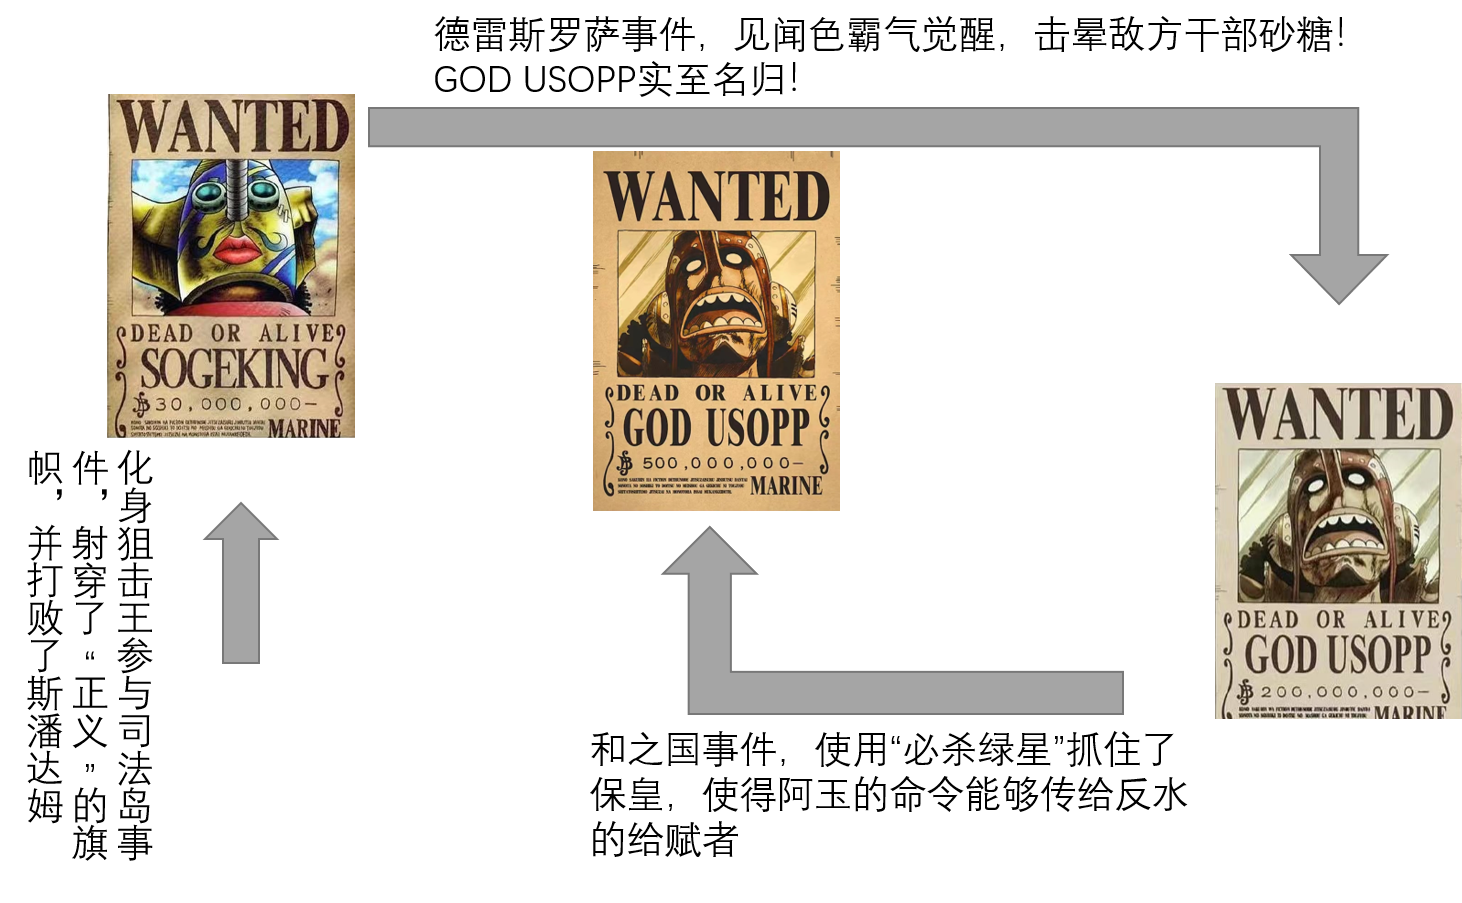 德雷斯罗萨事件，见闻色霸气觉醒，击晕敌方干部砂糖！
GOD USOPP实至名归！
WANTED
DEAD OR ALIVE
SOGEKING
30,000,000-
MARINE
化身狙击王参与司法岛事
件，射穿了“正义”的旗
帜，并打败了斯潘达姆
WANTED
DEAD OR ALIVE
GOD USOPP
500,000,000-
MARINE
WANTED
DEAD OR ALIVE
GOD USOPP
200,000,000-
MARINE
和之国事件，使用“必杀绿星”抓住了
保皇，使得阿玉的命令能够传给反水
的给赋者